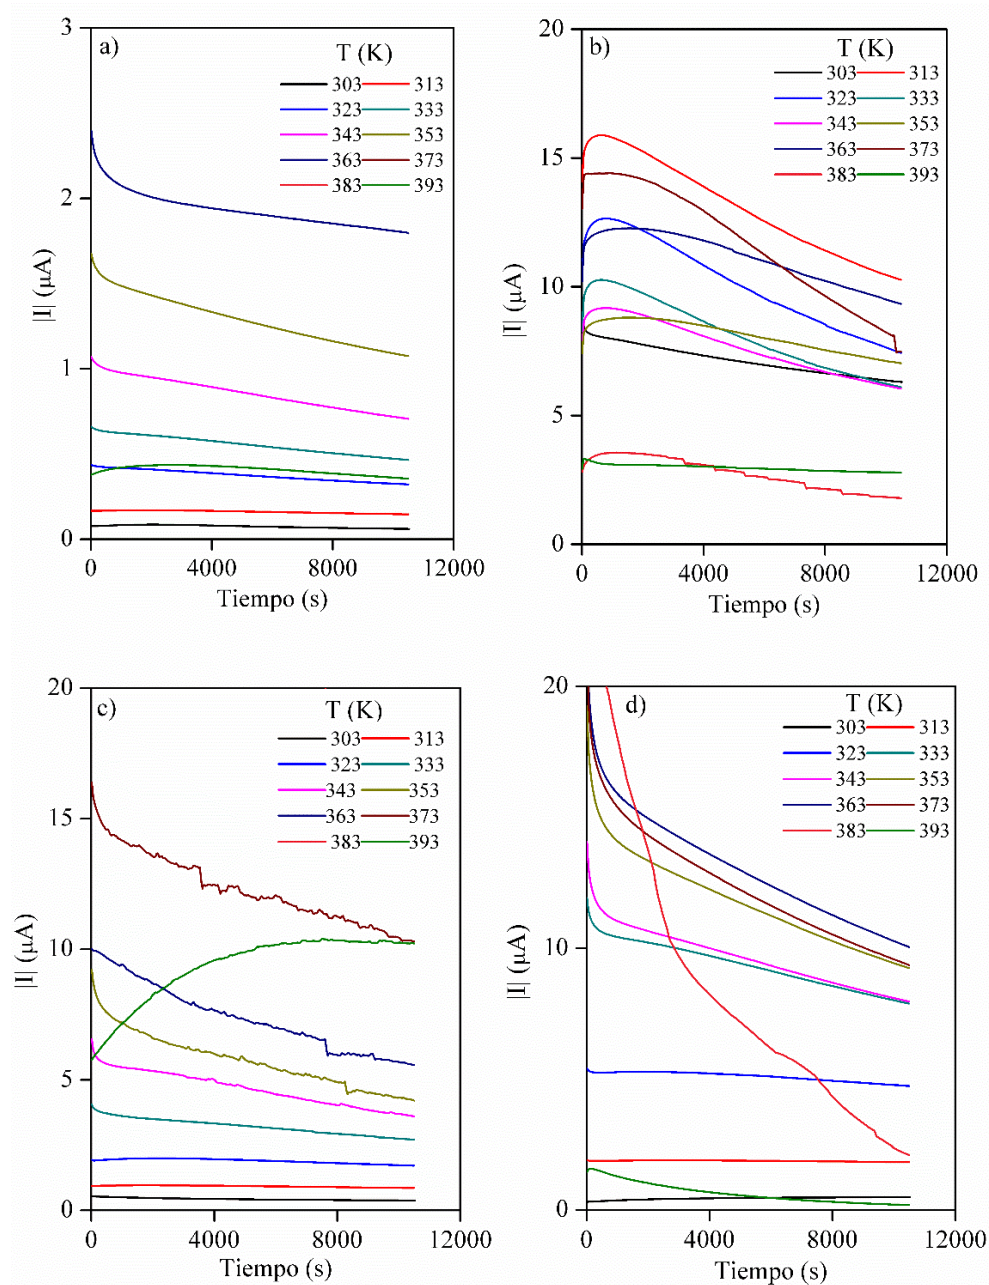 a)
T (K)
303 313
323 333
343 353
363 373
383 393
3
2
1
0
|I| (μA)
0 4000 8000 12000
Tiempo (s)
b)
T (K)
303 313
323 333
343 353
363 373
383 393
20
15
10
5
0
|I| (μA)
0 4000 8000 12000
Tiempo (s)
c)
T (K)
303 313
323 333
343 353
363 373
383 393
20
15
10
5
0
|I| (μA)
0 4000 8000 12000
Tiempo (s)
d)
T (K)
303 313
323 333
343 353
363 373
383 393
20
10
0
|I| (μA)
0 4000 8000 12000
Tiempo (s)